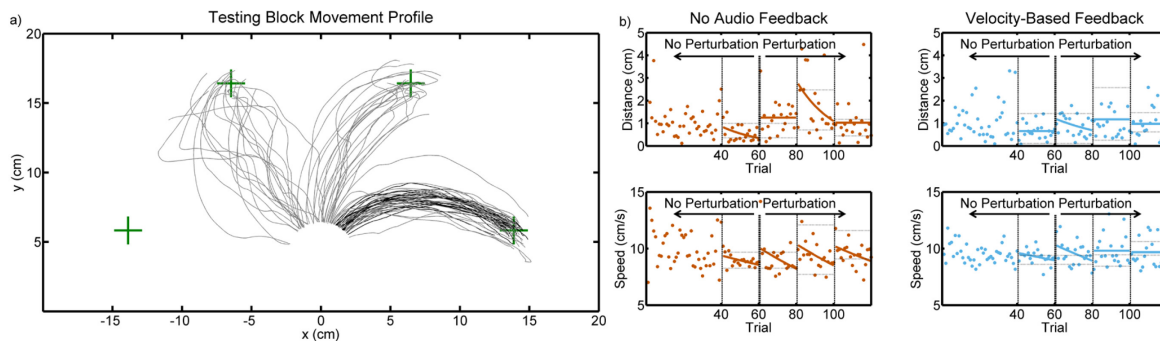 a)
Testing Block Movement Profile
20
15
10
5
y (cm)
-15
-10
-5
0
5
10
15
20
x (cm)
b)
No Audio Feedback
5
4
3
2
1
0
Distance (cm)
No Perturbation Perturbation
40
60
80
100
Trial
15
10
5
Speed (cm/s)
No Perturbation Perturbation
40
60
80
100
Trial
Velocity-Based Feedback
5
4
3
2
1
0
Distance (cm)
No Perturbation Perturbation
40
60
80
100
Trial
15
10
5
Speed (cm/s)
No Perturbation Perturbation
40
60
80
100
Trial